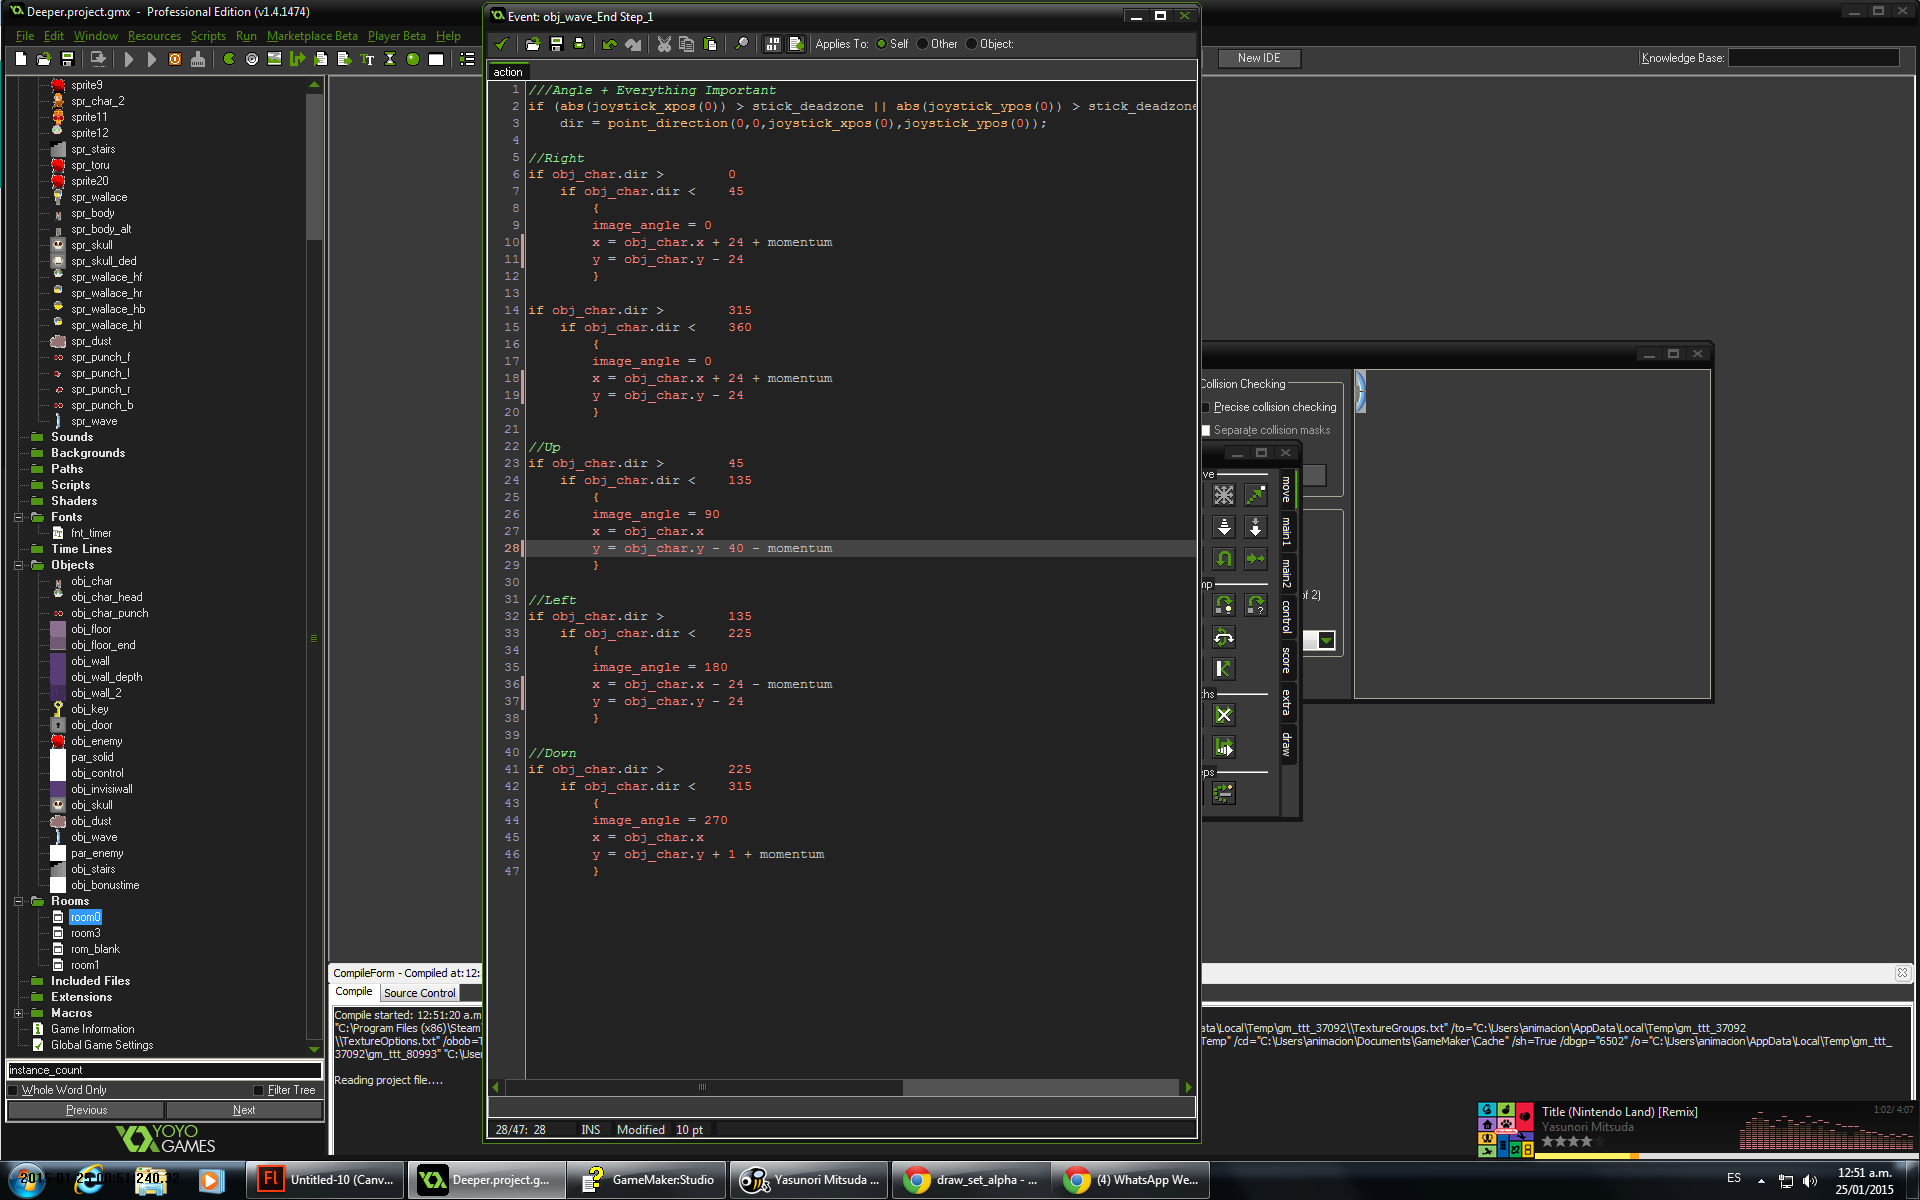 Deeper.project.gmx - Professional Edition (v1.4.1474)
File Edit Window Resources Scripts Run Marketplace Beta Player Beta Help
sprite9
spr_char_2
sprite11
sprite12
spr_stairs
spr_toru
sprite20
spr_wallace
spr_body
spr_body_alt
spr_skull
spr_skull_ded
spr_wallace_hf
spr_wallace_hr
spr_wallace_hb
spr_wallace_hl
spr_dust
spr_punch_f
spr_punch_l
spr_punch_r
spr_punch_b
spr_wave
Sounds
Backgrounds
Paths
Scripts
Shaders
Fonts
fnt_timer
Time Lines
Objects
obj_char
obj_char_head
obj_char_punch
obj_floor
obj_floor_end
obj_wall
obj_wall_depth
obj_wall_2
obj_key
obj_door
obj_enemy
par_solid
obj_control
obj_invisiwall
obj_skull
obj_dust
obj_wave
par_enemy
obj_stairs
obj_bonustime
Rooms
room0
room3
rom_blank
room1
Included Files
Extensions
Macros
Game Information
Global Game Settings
instance_count
Whole Word Only Filter Tree
Previous Next
YOYO
GAMES
Event: obj_wave_End Step_1
Applies To: Self Other Object:
action
1 ///Angle + Everything Important
2 if (abs(joystick_xpos(0)) > stick_deadzone || abs(joystick_ypos(0)) > stick_deadzone
3 dir = point_direction(0,0,joystick_xpos(0),joystick_ypos(0));
4
5 //Right
6 if obj_char.dir > 0
7 if obj_char.dir < 45
8 {
9 image_angle = 0
10 x = obj_char.x + 24 + momentum
11 y = obj_char.y - 24
12 }
13
14 if obj_char.dir > 315
15 if obj_char.dir < 360
16 {
17 image_angle = 0
18 x = obj_char.x + 24 + momentum
19 y = obj_char.y - 24
20 }
21
22 //Up
23 if obj_char.dir > 45
24 if obj_char.dir < 135
25 {
26 image_angle = 90
27 x = obj_char.x
28 y = obj_char.y - 40 - momentum
29 }
30
31 //Left
32 if obj_char.dir > 135
33 if obj_char.dir < 225
34 {
35 image_angle = 180
36 x = obj_char.x - 24 - momentum
37 y = obj_char.y - 24
38 }
39
40 //Down
41 if obj_char.dir > 225
42 if obj_char.dir < 315
43 {
44 image_angle = 270
45 x = obj_char.x
46 y = obj_char.y + 1 + momentum
47 }
28/47: 28 INS Modified 10 pt
New IDE
Knowledge Base:
Collision Checking
Precise collision checking
Separate collision masks
of 2)
move
main1
main2
control
score
extra
draw
CompileForm - Compiled at:12:
Compile Source Control
Compile started: 12:51:20 a.m
"C:\Program Files (x86)\Steam ata\Local\Temp\gm_ttt_37092\\TextureGroups.txt" /to="C:\Users\animacion\AppData\Local\Temp\gm_ttt_37092
\\TextureOptions.txt" /obob=T Temp" /cd="C:\Users\animacion\Documents\GameMaker\Cache" /sh=True /dbgp="6502" /o="C:\Users\animacion\AppData\Local\Temp\gm_ttt_
37092\gm_ttt_80993" "C:\Use
Reading project file....
Title (Nintendo Land) [Remix] 1:02/ 4:07
Yasunori Mitsuda
2015-01-25 00:51:240.32
Untitled-10 (Canv...
Deeper.project.g...
GameMaker:Studio
Yasunori Mitsuda ...
draw_set_alpha - ...
(4) WhatsApp We...
ES
12:51 a.m.
25/01/2015